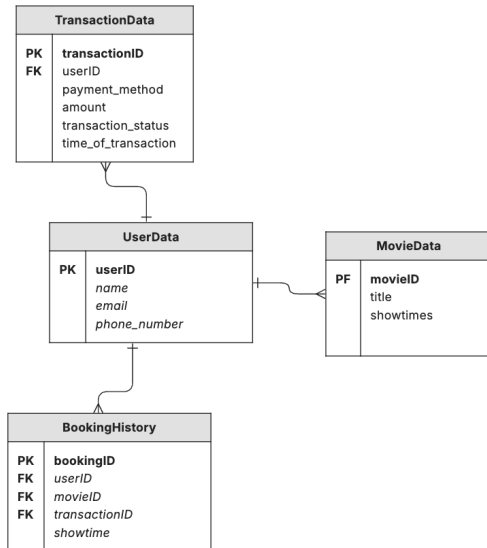 TransactionData
PK transactionID
FK userID
payment_method
amount
transaction_status
time_of_transaction
UserData
PK userID
name
email
phone_number
MovieData
PF movieID
title
showtimes
BookingHistory
PK bookingID
FK userID
FK movieID
FK transactionID
showtime